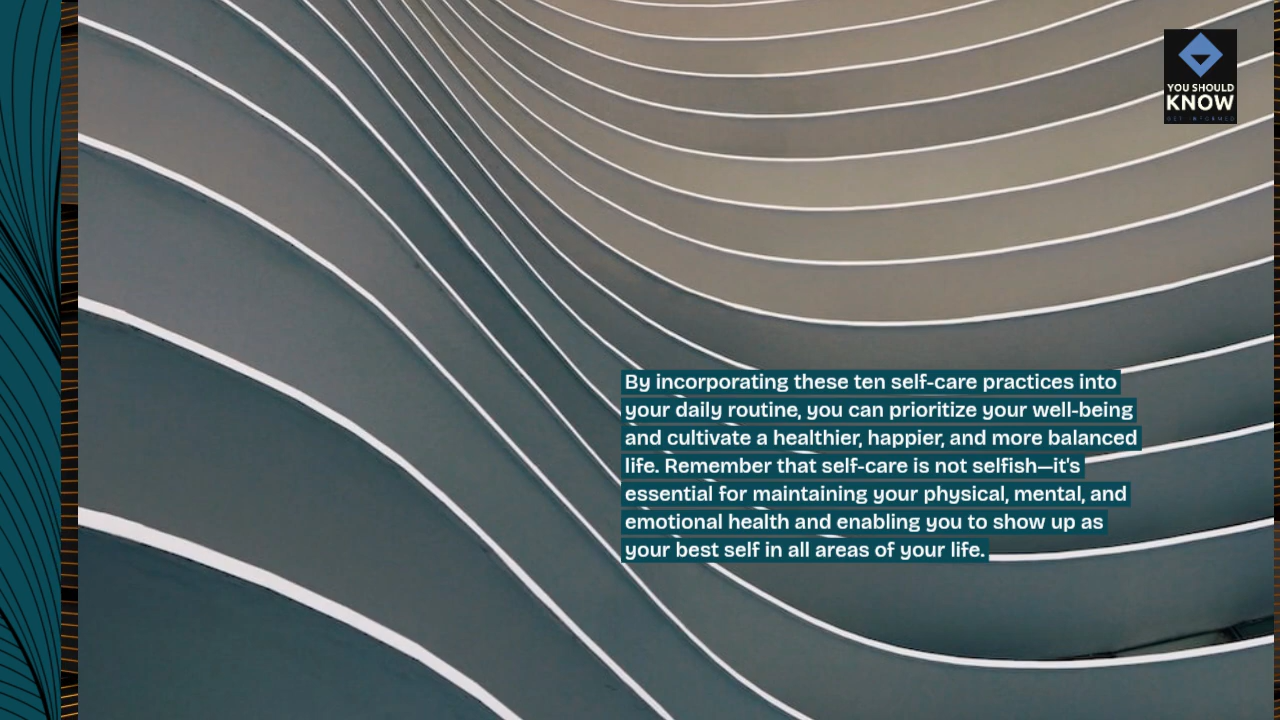 YOU SHOULD
KNOW
GET INFORMED
By incorporating these ten self-care practices into
your daily routine, you can prioritize your well-being
and cultivate a healthier, happier, and more balanced
life. Remember that self-care is not selfish—it's
essential for maintaining your physical, mental, and
emotional health and enabling you to show up as
your best self in all areas of your life.